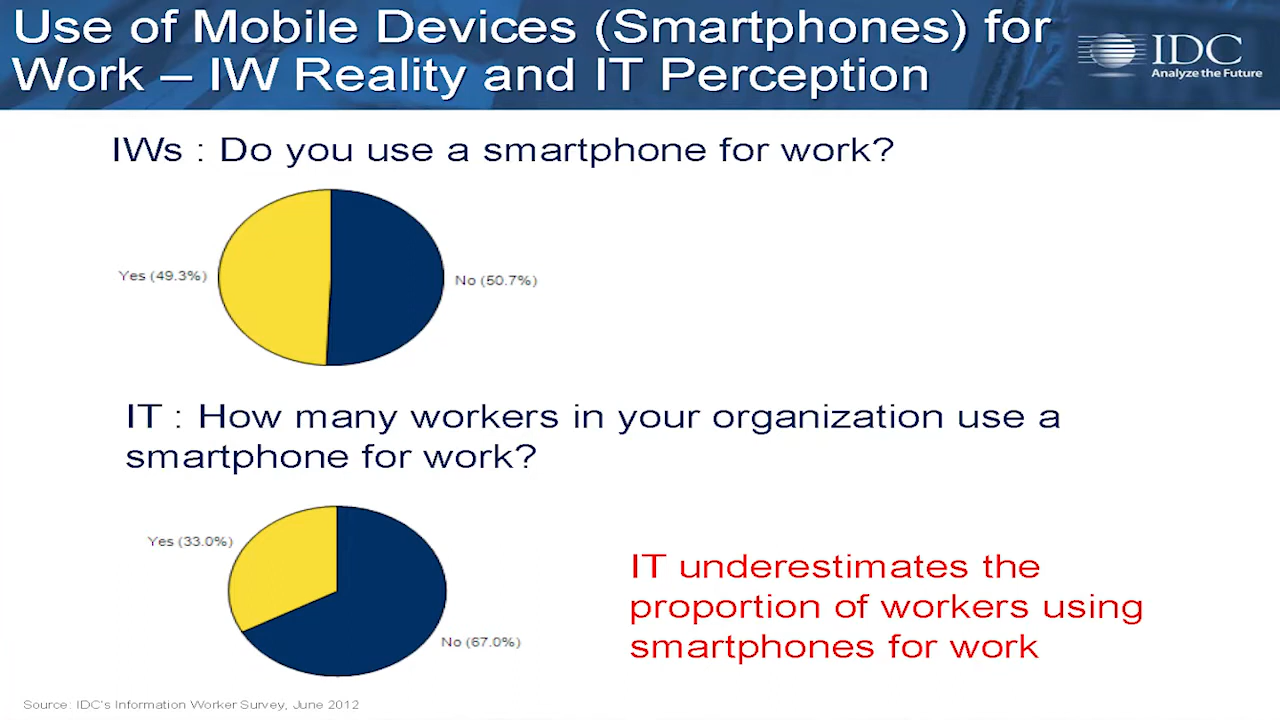 Use of Mobile Devices (Smartphones) for
Work – IW Reality and IT Perception
IDC
Analyze the Future
IWs : Do you use a smartphone for work?
Yes (49.3%)
No (50.7%)
IT : How many workers in your organization use a
smartphone for work?
Yes (33.0%)
No (67.0%)
IT underestimates the
proportion of workers using
smartphones for work
Source: IDC's Information Worker Survey, June 2012